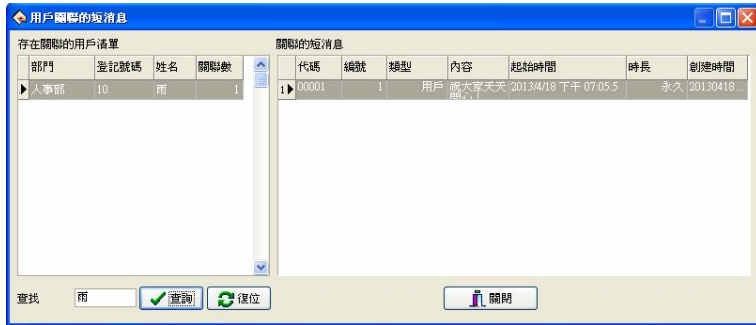 用戶關聯的短消息
存在關聯的用戶清單
關聯的短消息
部門 登記號碼 姓名 關聯數
人事部 10 雨 1
代碼 編號 類型 內容 起始時間 時長 創建時間
1 00001 1 用戶 祝大家天天 2013/4/18 下午 07:05:5 永久 20130418...
開心!
查找 雨 查詢 復位 關閉